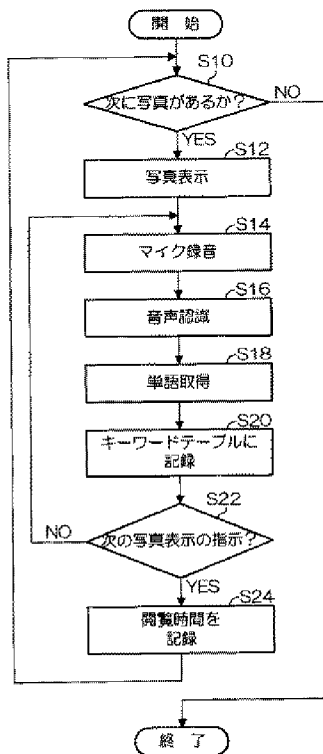 開 始
S10
次に写真があるか?
NO
YES
S12
写真表示
S14
マイク録音
S16
音声認識
S18
単語取得
S20
キーワードテーブルに
記録
S22
次の写真表示の指示?
NO
YES
S24
閲覧時間を
記録
終 了